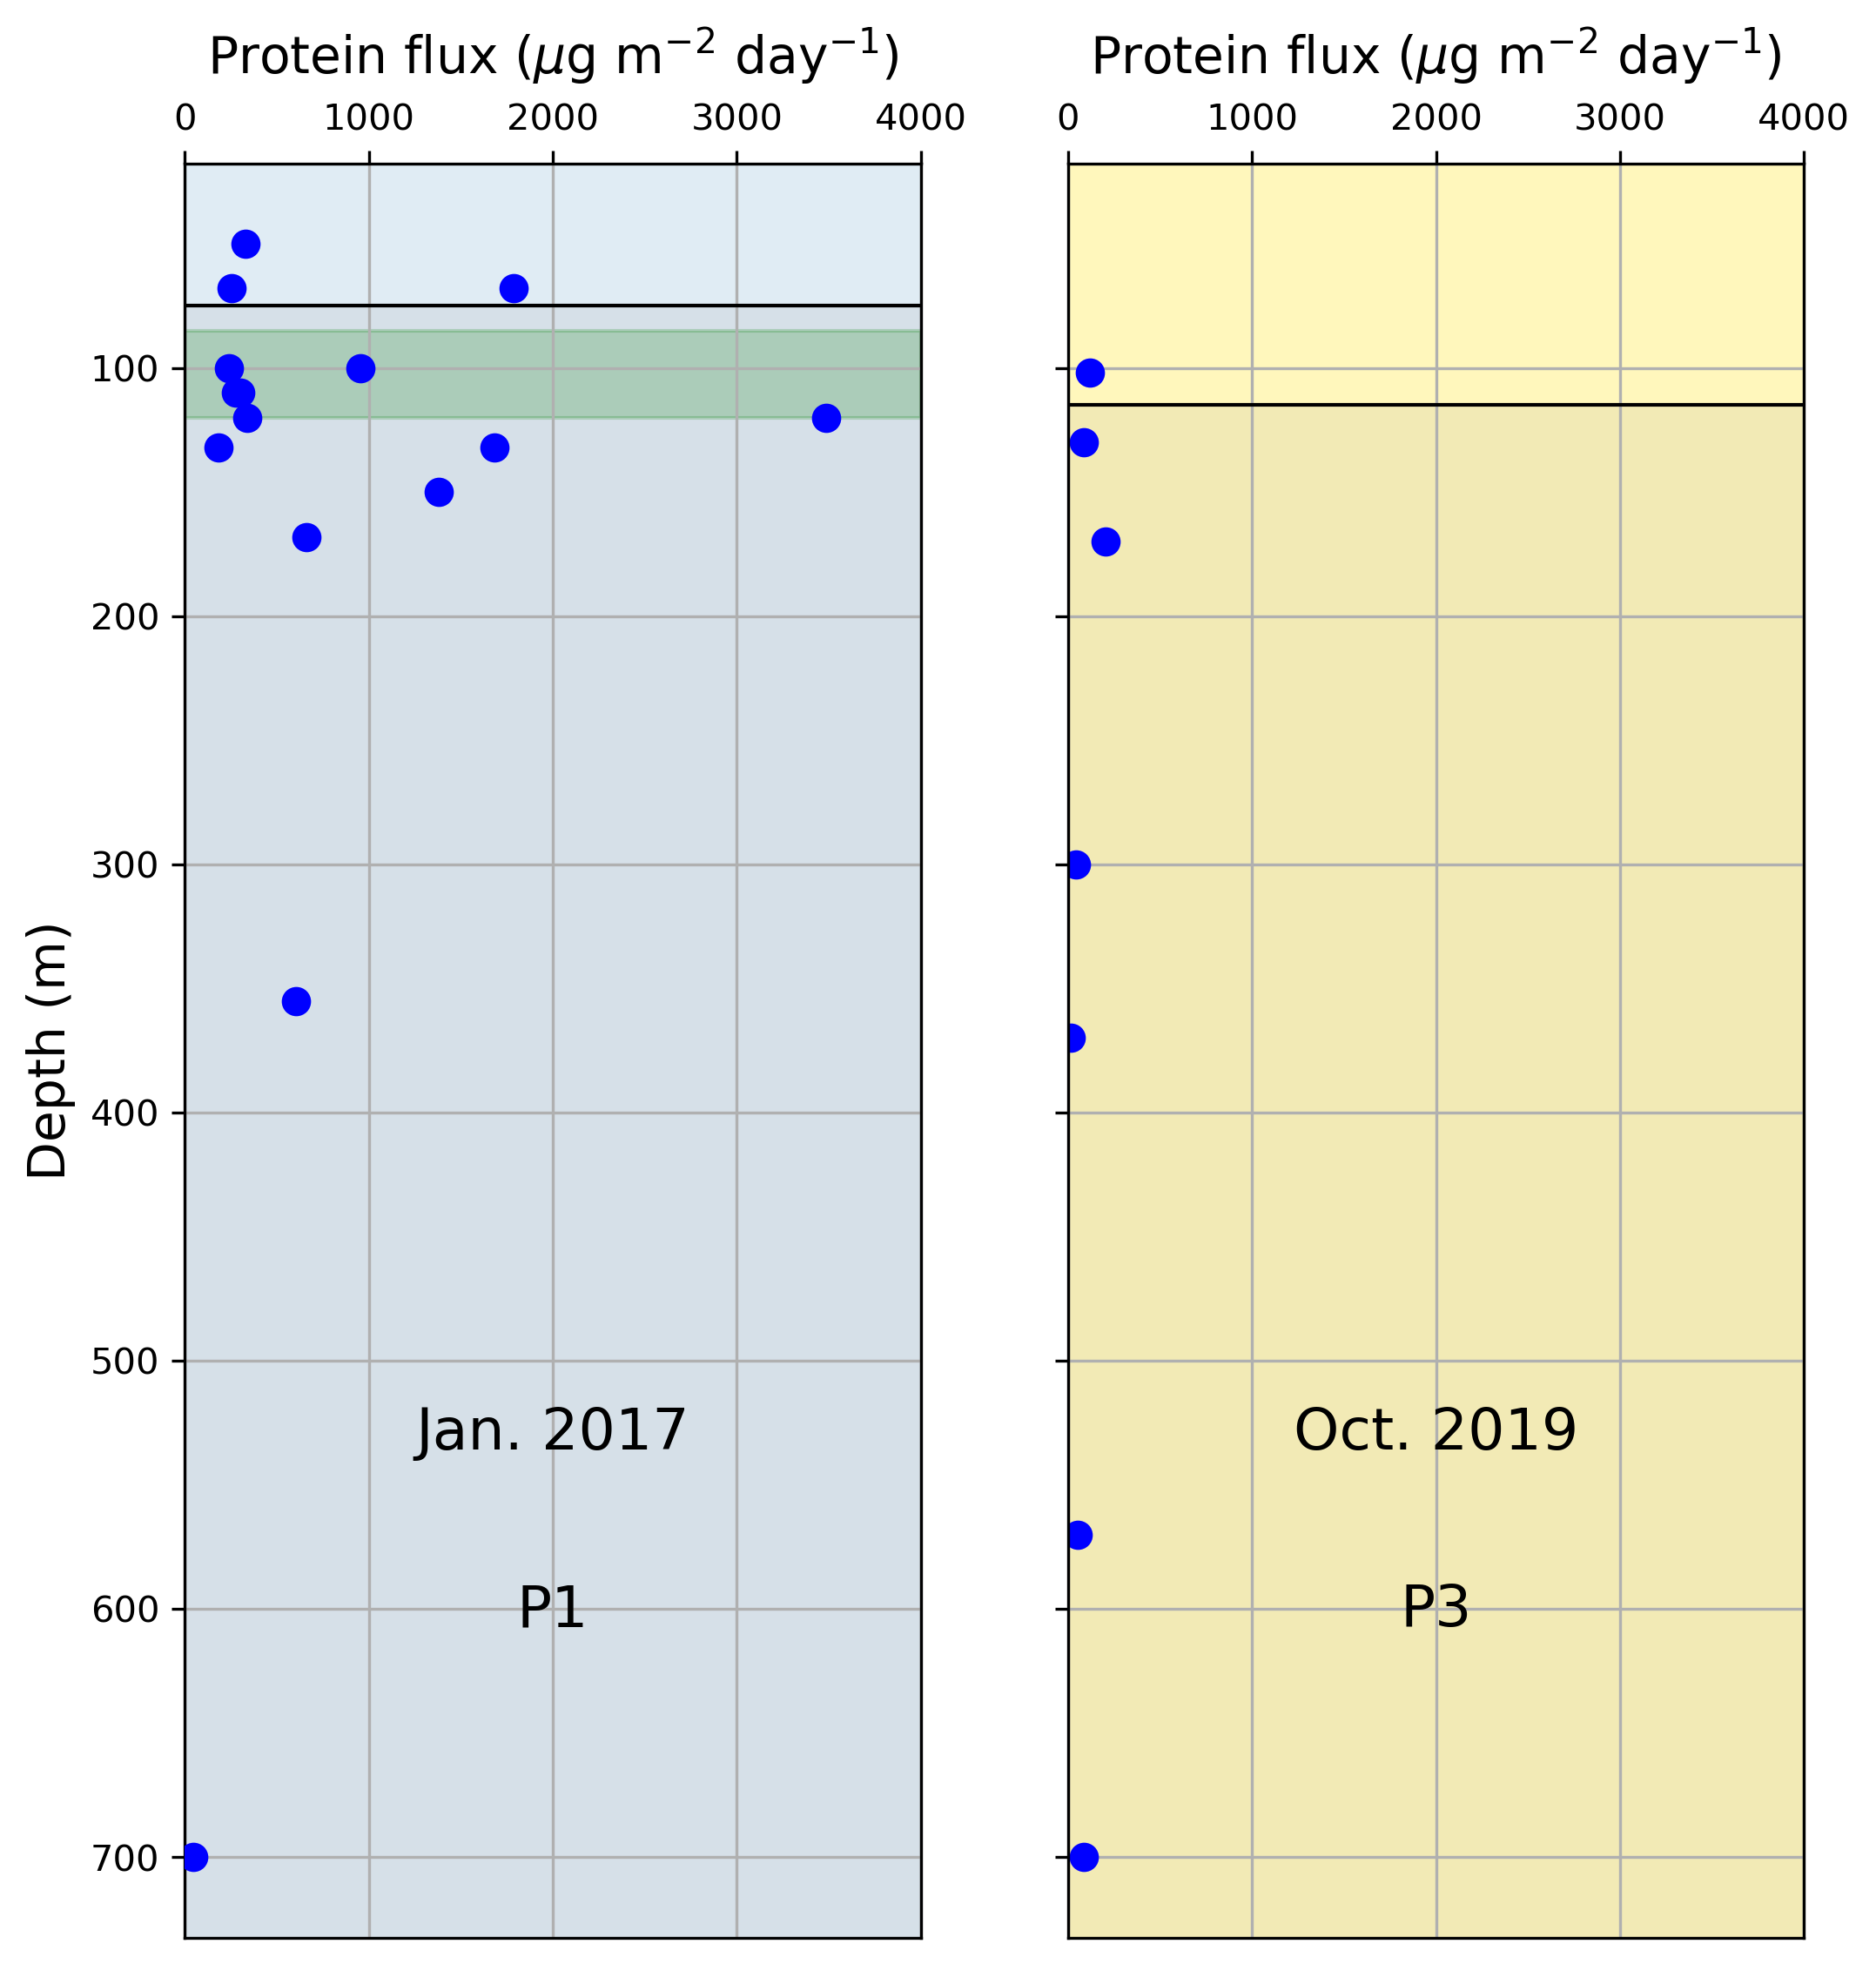 Protein flux (μg m⁻² day⁻¹)
Protein flux (μg m⁻² day⁻¹)
0 1000 2000 3000 4000
0 1000 2000 3000 4000
100
200
300
400
500
600
700
Depth (m)
Jan. 2017
P1
Oct. 2019
P3